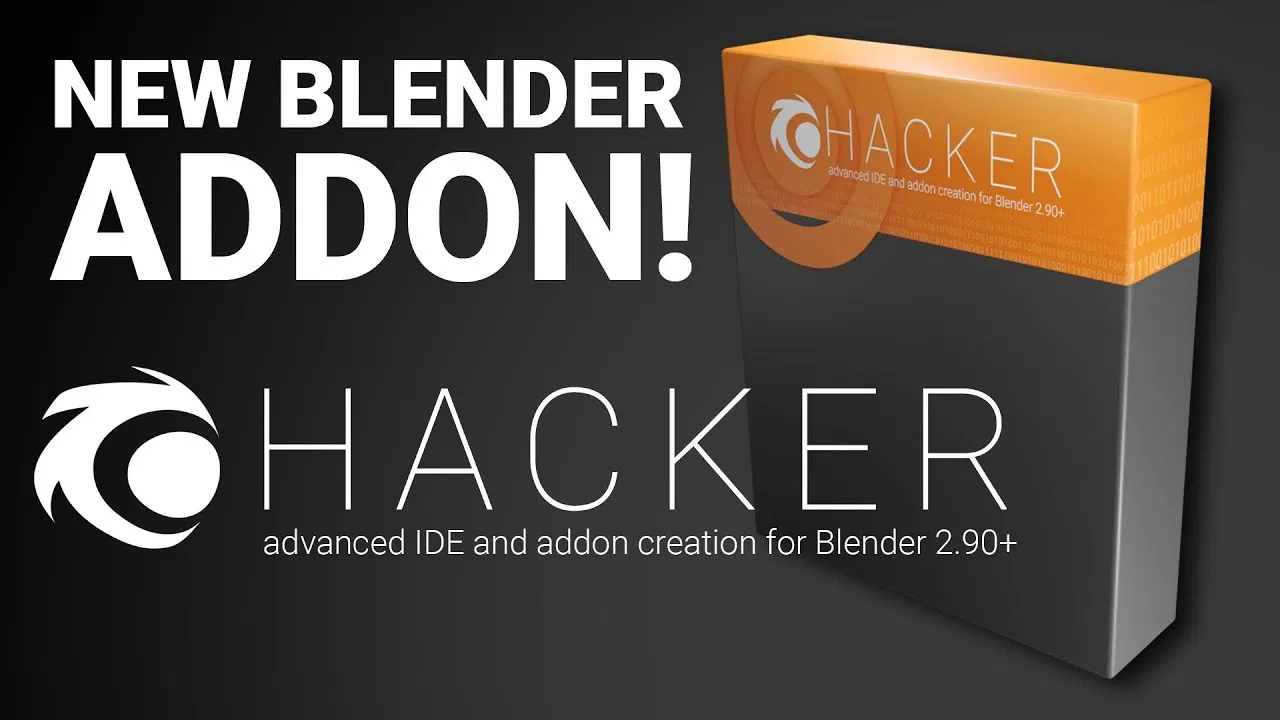 NEW BLENDER
ADDON!
HACKER
advanced IDE and addon creation for Blender 2.90+
HACKER
advanced IDE and addon creation for Blender 2.90+